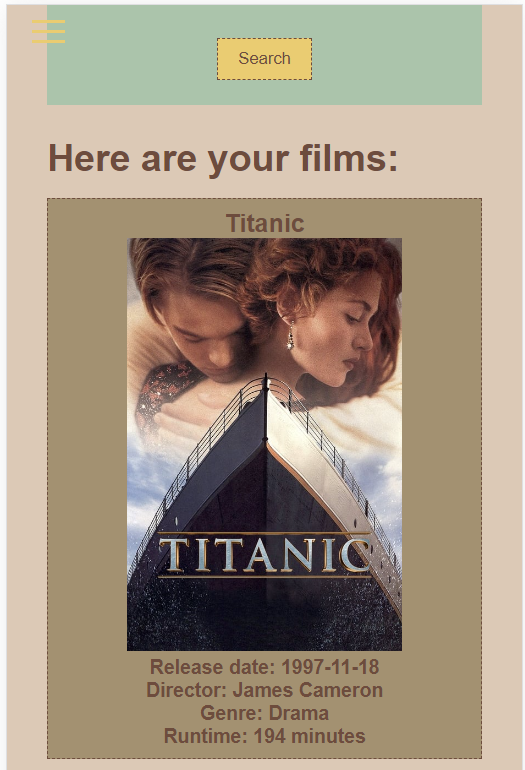 Search
Here are your films:
Titanic
TITANIC
Release date: 1997-11-18
Director: James Cameron
Genre: Drama
Runtime: 194 minutes